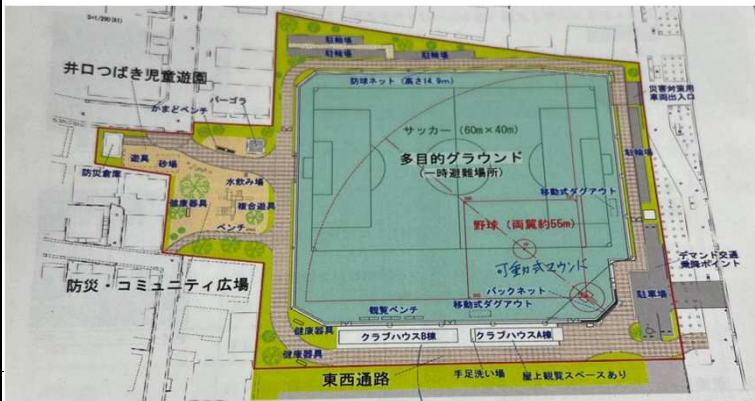 S=1/290(A1)
駐輪場
駐輪場
駐輪場
井口つばき児童遊園
パーゴラ
かまどベンチ
防球ネット (高さ14.9m)
災害対策用
車両出入口
サッカー (60m×40m)
多目的グラウンド
(一時避難場所)
駐輪場
遊具
砂場
防災倉庫
水飲み場
健康器具
複合遊具
ベンチ
移動式ダグアウト
野球 (両翼約55m)
可動式マウンド
デマンド交通
乗降ポイント
防災・コミュニティ広場
バックネット
移動式ダグアウト
駐車場
観覧ベンチ
健康器具
クラブハウスB棟
クラブハウスA棟
健康器具
東西通路
手足洗い場
屋上観覧スペースあり